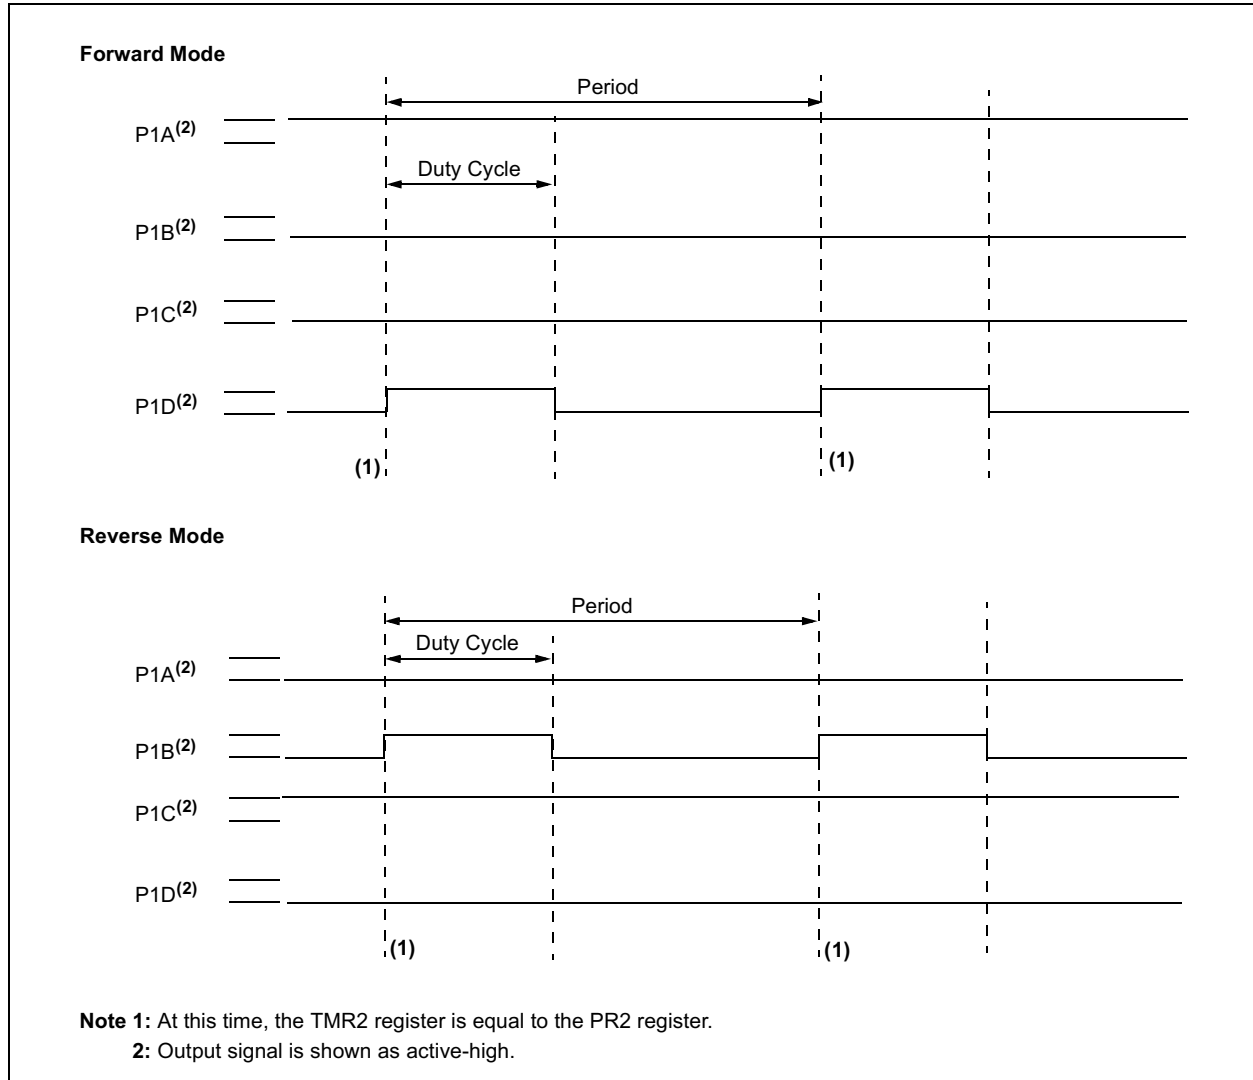 Forward Mode
Period
P1A(2)
Duty Cycle
P1B(2)
P1C(2)
P1D(2)
(1)
(1)
Reverse Mode
Period
Duty Cycle
P1A(2)
P1B(2)
P1C(2)
P1D(2)
(1)
(1)
Note 1: At this time, the TMR2 register is equal to the PR2 register.
2: Output signal is shown as active-high.